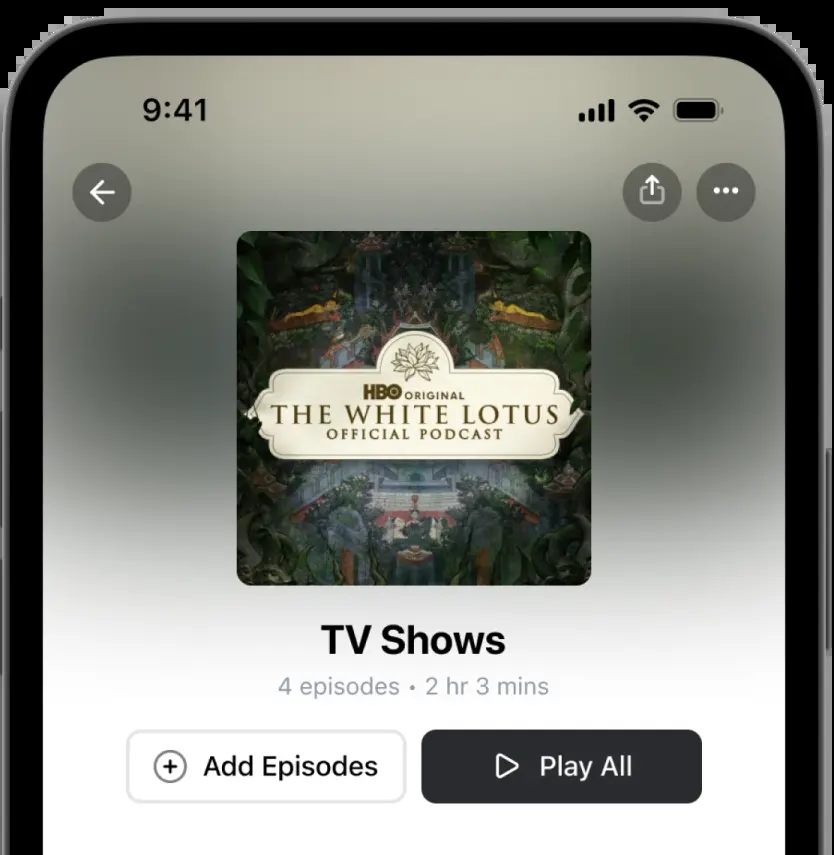 9:41
HBO ORIGINAL
THE WHITE LOTUS
OFFICIAL PODCAST
TV Shows
4 episodes • 2 hr 3 mins
Add Episodes
Play All